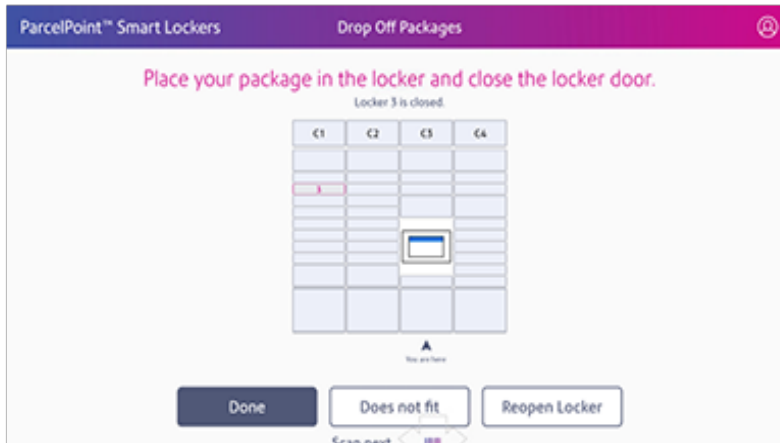 ParcelPoint™ Smart Lockers
Drop Off Packages
Place your package in the locker and close the locker door.
Locker 3 is closed.
C1 C2 C3 C4
3
You are here
Done
Does not fit
Reopen Locker
Scan next